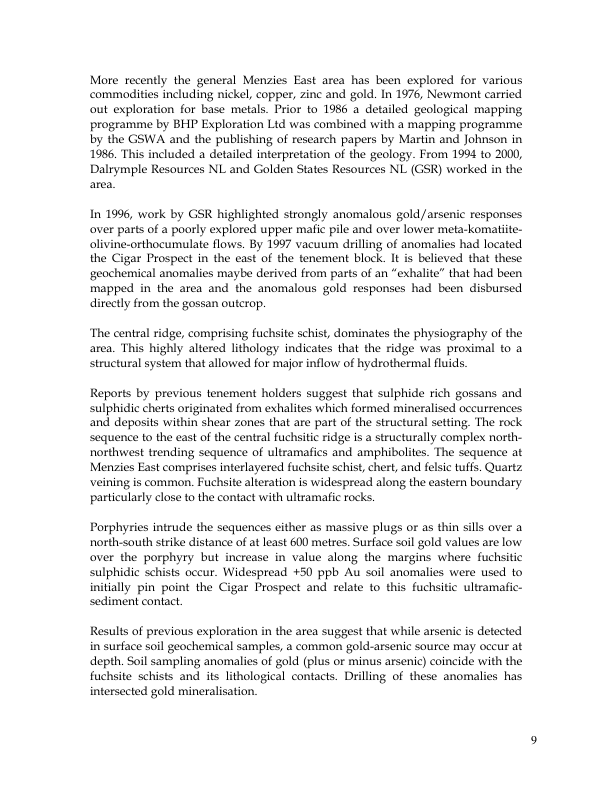 More recently the general Menzies East area has been explored for various
commodities including nickel, copper, zinc and gold. In 1976, Newmont carried
out exploration for base metals. Prior to 1986 a detailed geological mapping
programme by BHP Exploration Ltd was combined with a mapping programme
by the GSWA and the publishing of research papers by Martin and Johnson in
1986. This included a detailed interpretation of the geology. From 1994 to 2000,
Dalrymple Resources NL and Golden States Resources NL (GSR) worked in the
area.
In 1996, work by GSR highlighted strongly anomalous gold/arsenic responses
over parts of a poorly explored upper mafic pile and over lower meta-komatiite-
olivine-orthocumulate flows. By 1997 vacuum drilling of anomalies had located
the Cigar Prospect in the east of the tenement block. It is believed that these
geochemical anomalies maybe derived from parts of an “exhalite” that had been
mapped in the area and the anomalous gold responses had been disbursed
directly from the gossan outcrop.
The central ridge, comprising fuchsite schist, dominates the physiography of the
area. This highly altered lithology indicates that the ridge was proximal to a
structural system that allowed for major inflow of hydrothermal fluids.
Reports by previous tenement holders suggest that sulphide rich gossans and
sulphidic cherts originated from exhalites which formed mineralised occurrences
and deposits within shear zones that are part of the structural setting. The rock
sequence to the east of the central fuchsitic ridge is a structurally complex north-
northwest trending sequence of ultramafics and amphibolites. The sequence at
Menzies East comprises interlayered fuchsite schist, chert, and felsic tuffs. Quartz
veining is common. Fuchsite alteration is widespread along the eastern boundary
particularly close to the contact with ultramafic rocks.
Porphyries intrude the sequences either as massive plugs or as thin sills over a
north-south strike distance of at least 600 metres. Surface soil gold values are low
over the porphyry but increase in value along the margins where fuchsitic
sulphidic schists occur. Widespread +50 ppb Au soil anomalies were used to
initially pin point the Cigar Prospect and relate to this fuchsitic ultramafic-
sediment contact.
Results of previous exploration in the area suggest that while arsenic is detected
in surface soil geochemical samples, a common gold-arsenic source may occur at
depth. Soil sampling anomalies of gold (plus or minus arsenic) coincide with the
fuchsite schists and its lithological contacts. Drilling of these anomalies has
intersected gold mineralisation.
9